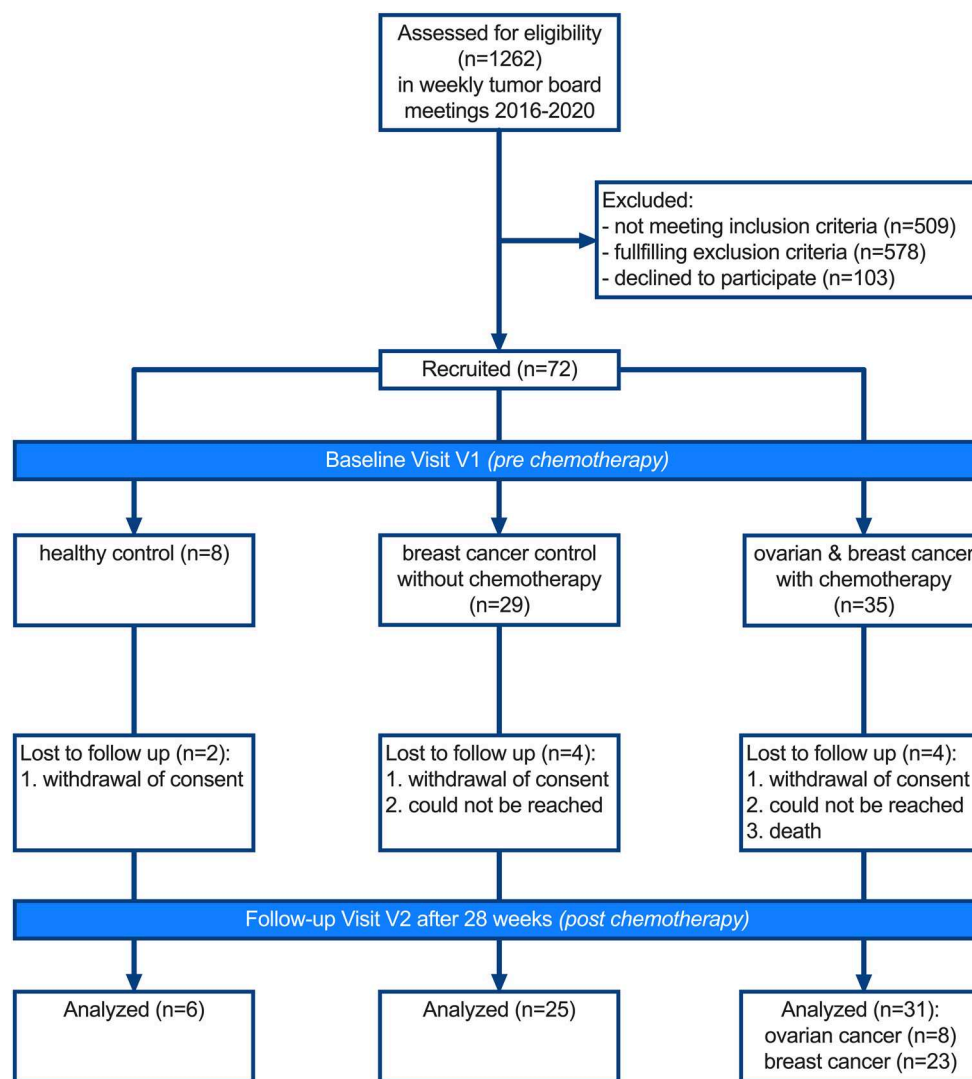 Assessed for eligibility
(n=1262)
in weekly tumor board
meetings 2016-2020
Excluded:
- not meeting inclusion criteria (n=509)
- fullfilling exclusion criteria (n=578)
- declined to participate (n=103)
Recruited (n=72)
Baseline Visit V1 (pre chemotherapy)
healthy control (n=8)
breast cancer control
without chemotherapy
(n=29)
ovarian & breast cancer
with chemotherapy
(n=35)
Lost to follow up (n=2):
1. withdrawal of consent
Lost to follow up (n=4):
1. withdrawal of consent
2. could not be reached
Lost to follow up (n=4):
1. withdrawal of consent
2. could not be reached
3. death
Follow-up Visit V2 after 28 weeks (post chemotherapy)
Analyzed (n=6)
Analyzed (n=25)
Analyzed (n=31):
ovarian cancer (n=8)
breast cancer (n=23)